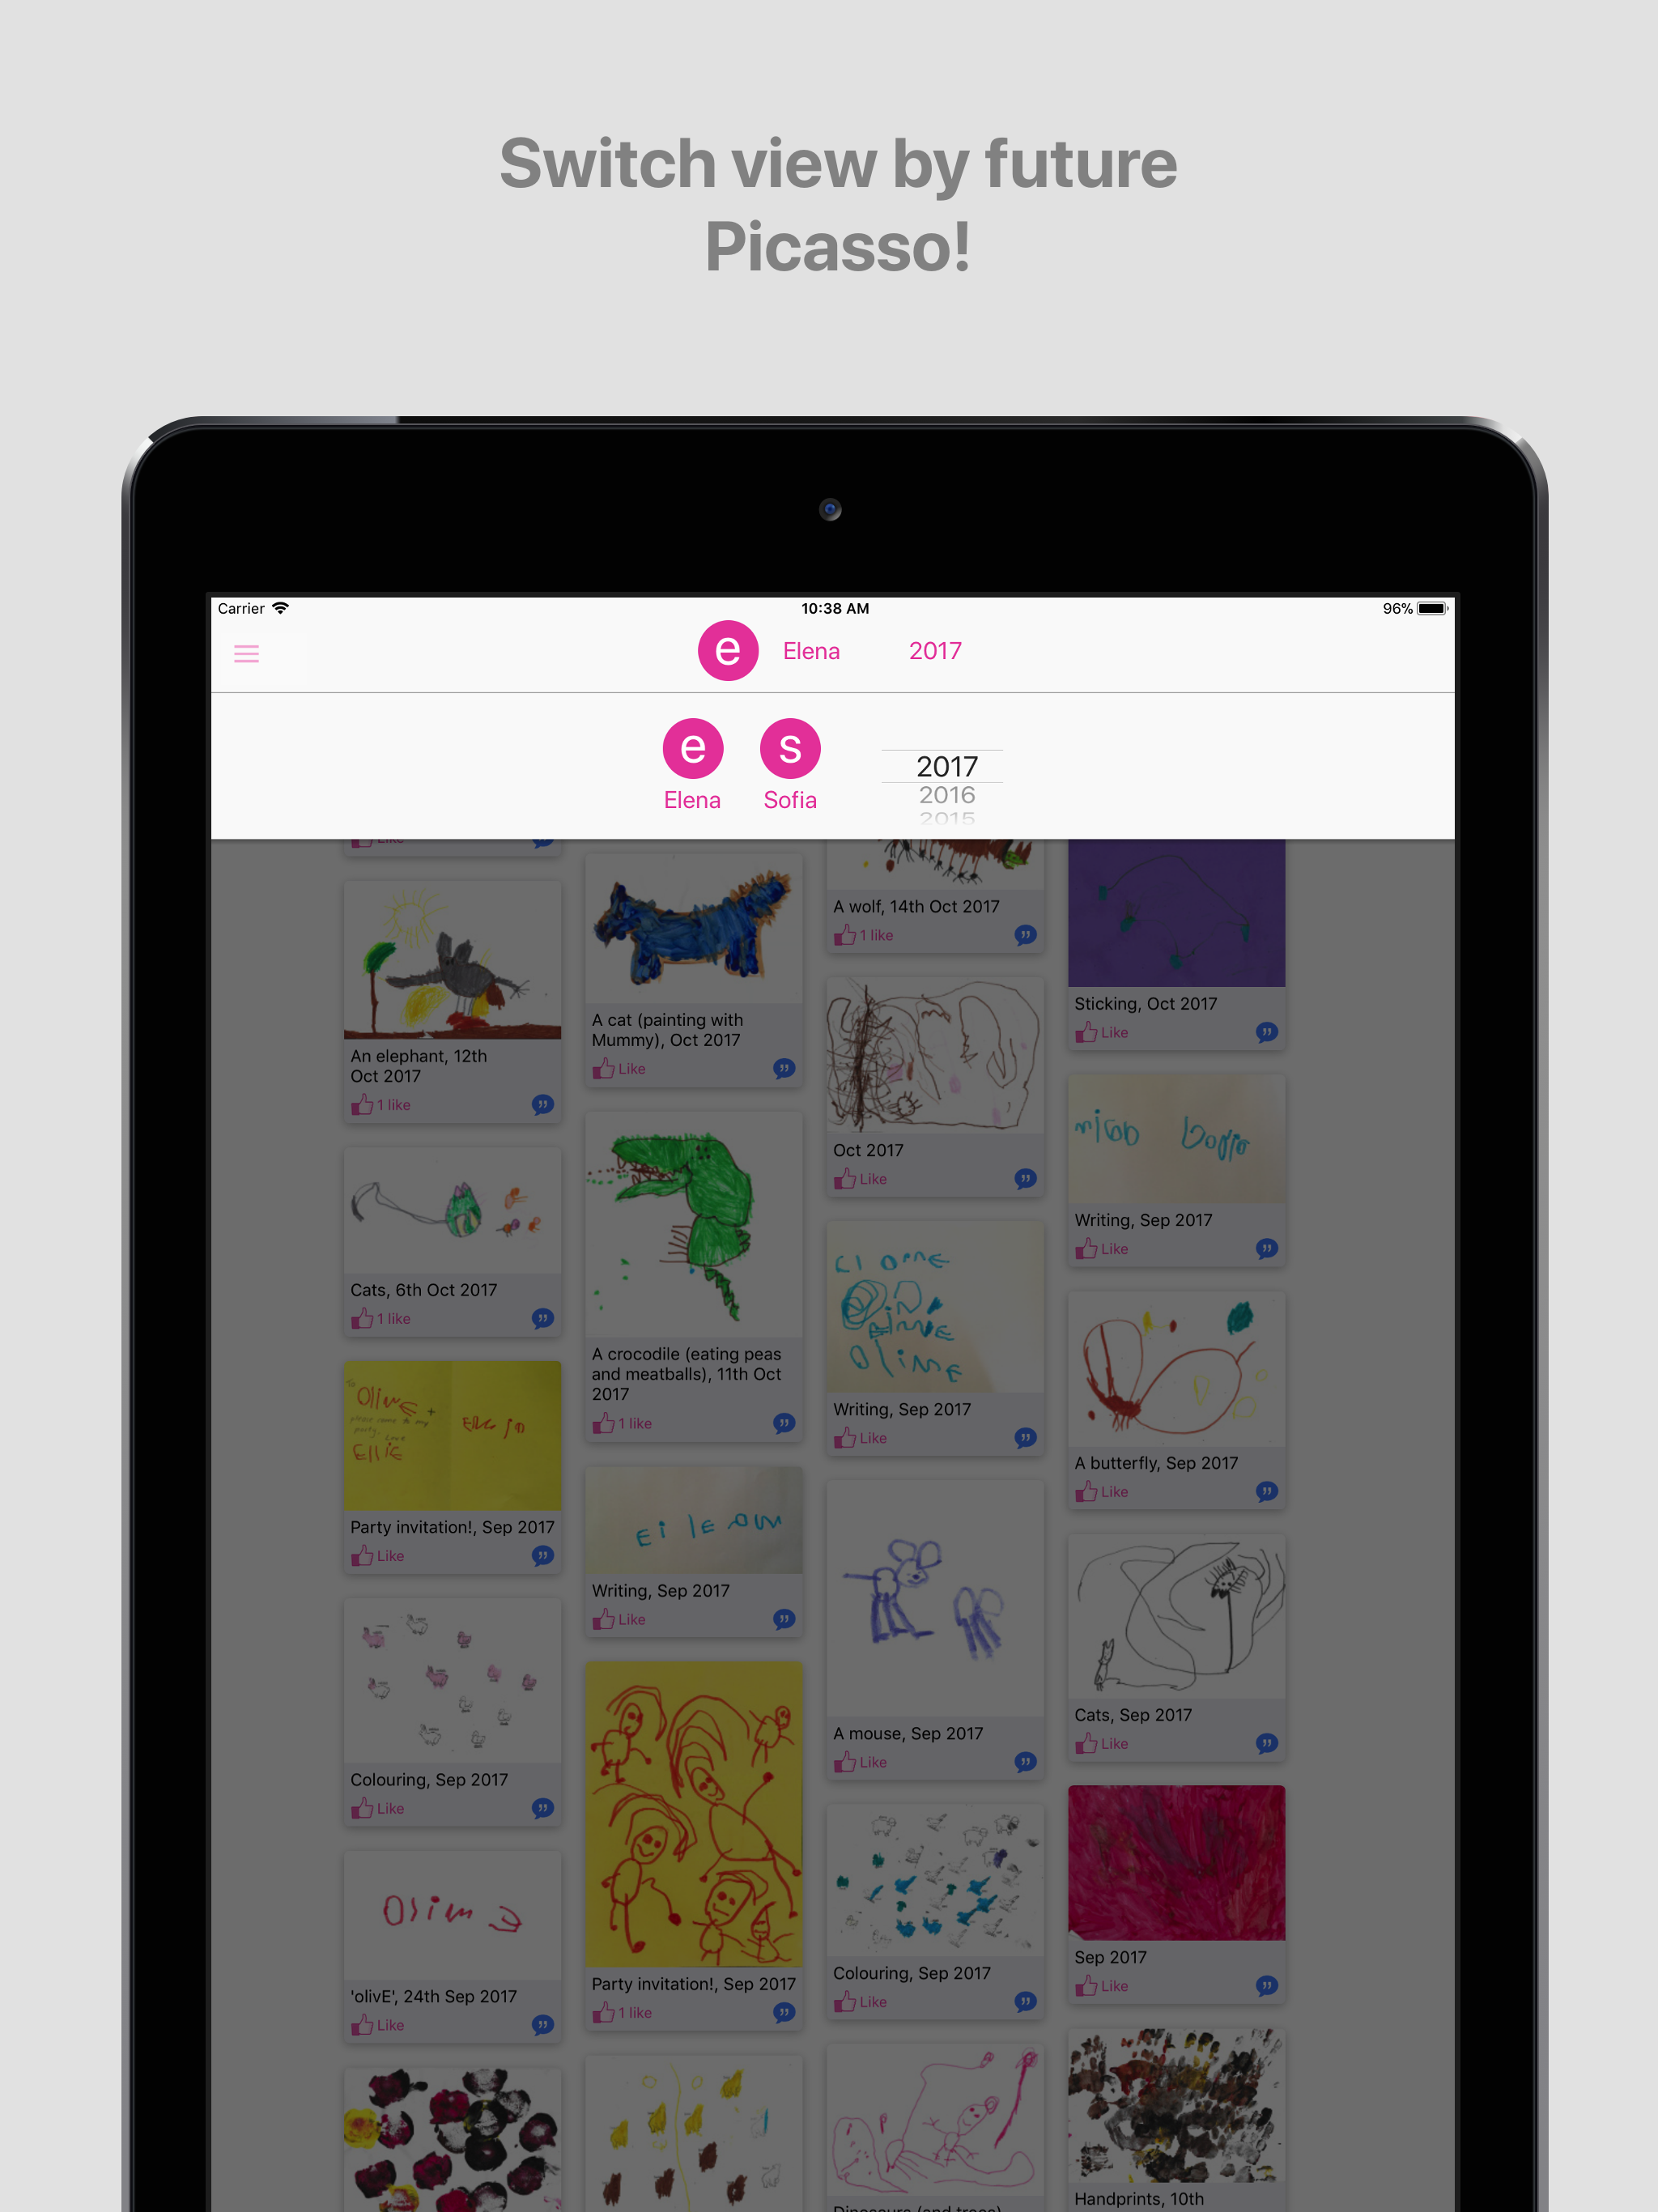 Switch view by future
Picasso!
Carrier
10:38 AM
96%
e
Elena
2017
e
s
Elena
Sofia
2017
2016
2015
Like
An elephant, 12th
Oct 2017
1 like
Cats, 6th Oct 2017
1 like
To
OlivE +
please come to my
party.
Love
ElliE
Party invitation!, Sep 2017
Like
Colouring, Sep 2017
Like
'olivE', 24th Sep 2017
Like
A cat (painting with
Mummy), Oct 2017
Like
A crocodile (eating peas
and meatballs), 11th Oct
2017
1 like
Writing, Sep 2017
Like
Party invitation!, Sep 2017
1 like
A wolf, 14th Oct 2017
1 like
Oct 2017
Like
Writing, Sep 2017
Like
A mouse, Sep 2017
Like
Colouring, Sep 2017
Like
Dinosaurs (and trees)
Sticking, Oct 2017
Like
Writing, Sep 2017
Like
A butterfly, Sep 2017
Like
Cats, Sep 2017
Like
Sep 2017
Like
Handprints, 10th